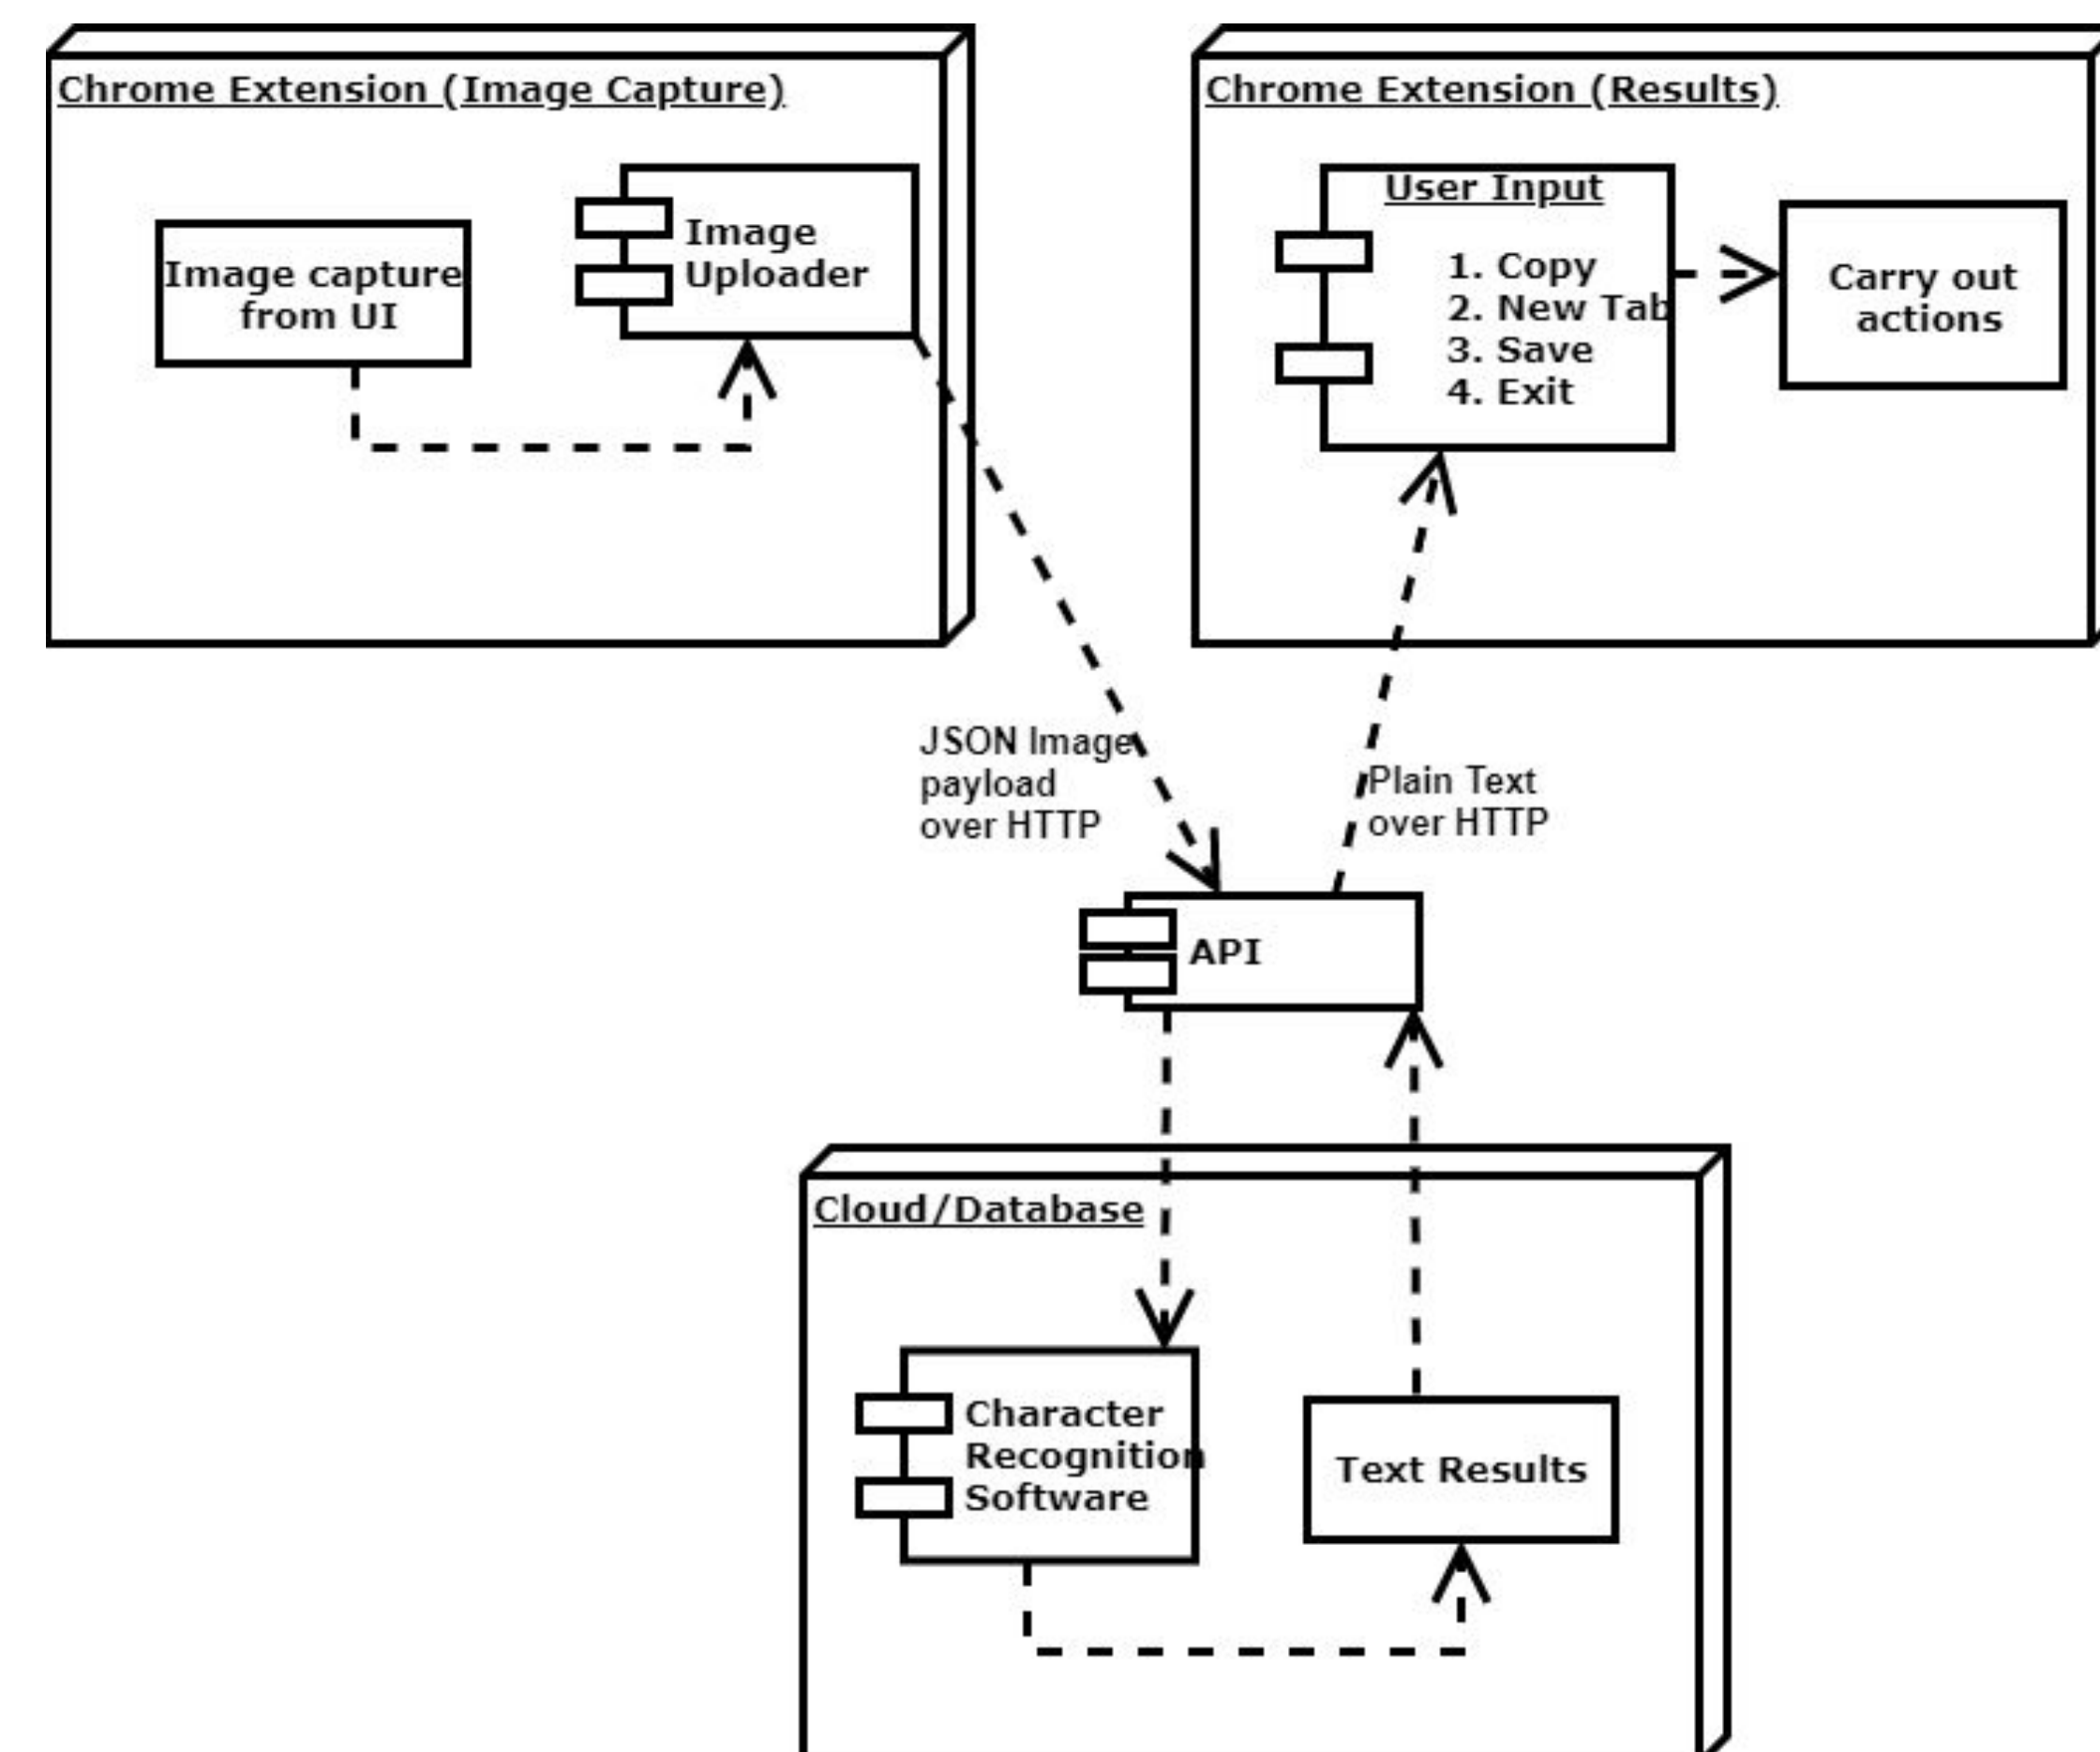 Chrome Extension (Image Capture)
Image capture
from UI
Image
Uploader
Chrome Extension (Results)
User Input
1. Copy
2. New Tab
3. Save
4. Exit
Carry out
actions
JSON Image
payload
over HTTP
Plain Text
over HTTP
API
Cloud/Database
Character
Recognition
Software
Text Results